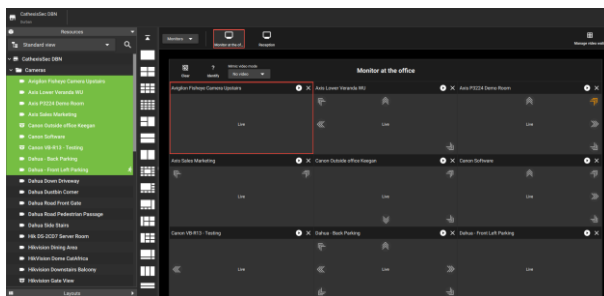 CathexisSec DBN
Resources
Standard view
CathexisSec DBN
Cameras
Avigilon Fisheye Camera Upstairs
Axis Lower Veranda WU
Axis P3224 Demo Room
Axis Sales Marketing
Canon Outside office Keegan
Canon Software
Canon VB-R13 - Testing
Dahua - Back Parking
Dahua - Front Left Parking
Dahua Down Driveway
Dahua Dustbin Corner
Dahua Road Front Gate
Dahua Road Pedestrian Passage
Dahua Side Stairs
Hik DS-2CD7 Server Room
Hikvision Dining Area
HikVision Demo CatAfrica
Hikvision Downstairs Balcony
Hikvision Gate View
Layouts
Monitors
Monitor at the of...
Reception
Manage video wall
Clear
Identify
Mirror video mode
No video
Monitor at the office
Avigilon Fisheye Camera Upstairs
Axis Lower Veranda WU
Axis P3224 Demo Room
Live
Live
Live
Axis Sales Marketing
Canon Outside office Keegan
Canon Software
Live
Live
Live
Canon VB-R13 - Testing
Dahua - Back Parking
Dahua - Front Left Parking
Live
Live
Live